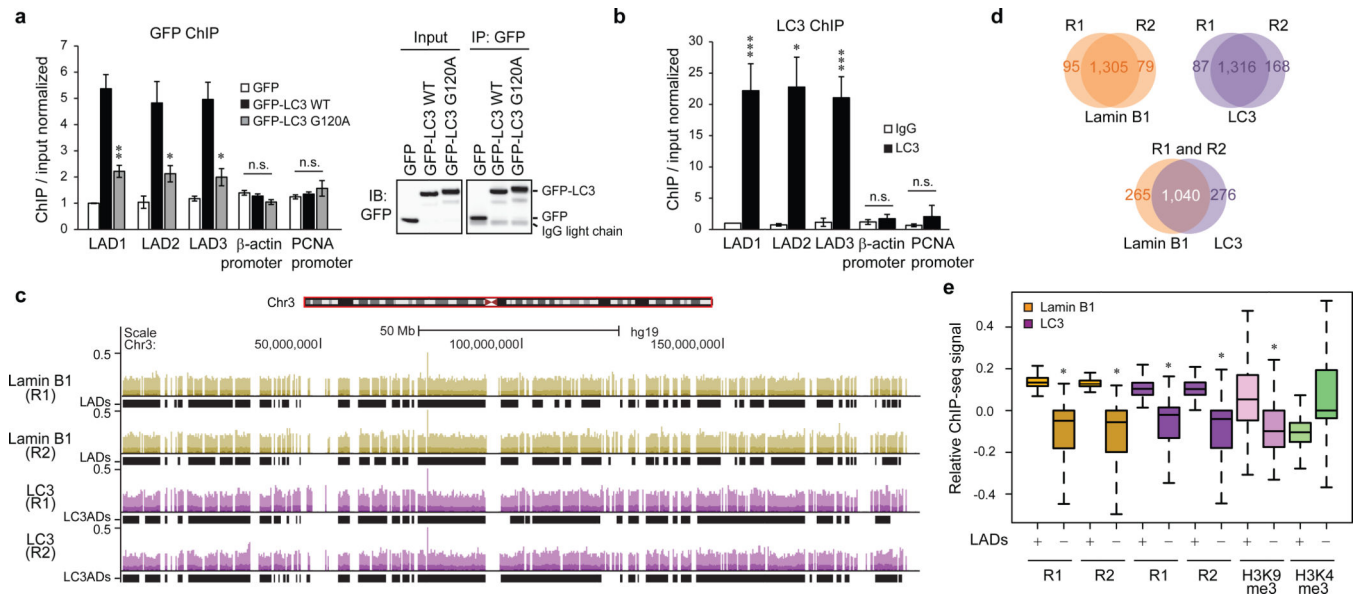 a
GFP ChIP
ChIP / input normalized
7
6
5
4
3
2
1
0
GFP
GFP-LC3 WT
GFP-LC3 G120A
**
*
*
n.s.
n.s.
LAD1
LAD2
LAD3
β-actin
promoter
PCNA
promoter
Input
IP: GFP
GFP
GFP-LC3 WT
GFP-LC3 G120A
GFP
GFP-LC3 WT
GFP-LC3 G120A
IB:
GFP
GFP-LC3
GFP
IgG light chain
b
LC3 ChIP
ChIP / input normalized
30
25
20
15
10
5
0
***
*
***
IgG
LC3
n.s.
n.s.
LAD1
LAD2
LAD3
β-actin
promoter
PCNA
promoter
c
Chr3
Scale
50 Mb
hg19
Chr3:
50,000,000
100,000,000
150,000,000
0.5
Lamin B1
(R1)
LADs
0.5
Lamin B1
(R2)
LADs
0.5
LC3
(R1)
LC3ADs
0.5
LC3
(R2)
LC3ADs
d
R1
R2
95
1,305
79
Lamin B1
R1
R2
87
1,316
168
LC3
R1 and R2
265
1,040
276
Lamin B1
LC3
e
Relative ChIP-seq signal
0.4
0.2
0.0
-0.2
-0.4
Lamin B1
LC3
*
*
*
*
*
LADs
+ − + − + − + − + − + −
R1
R2
R1
R2
H3K9
me3
H3K4
me3